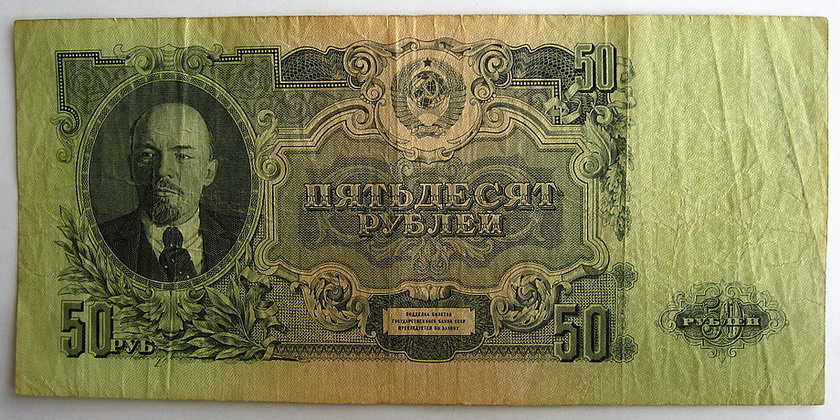 50
ПЯТЬДЕСЯТ
РУБЛЕЙ
50 РУБ
ПОДДЕЛКА БИЛЕТОВ
ГОСУДАРСТВЕННОГО БАНКА СССР
ПРЕСЛЕДУЕТСЯ ПО ЗАКОНУ
50
50
РУБЛЕЙ